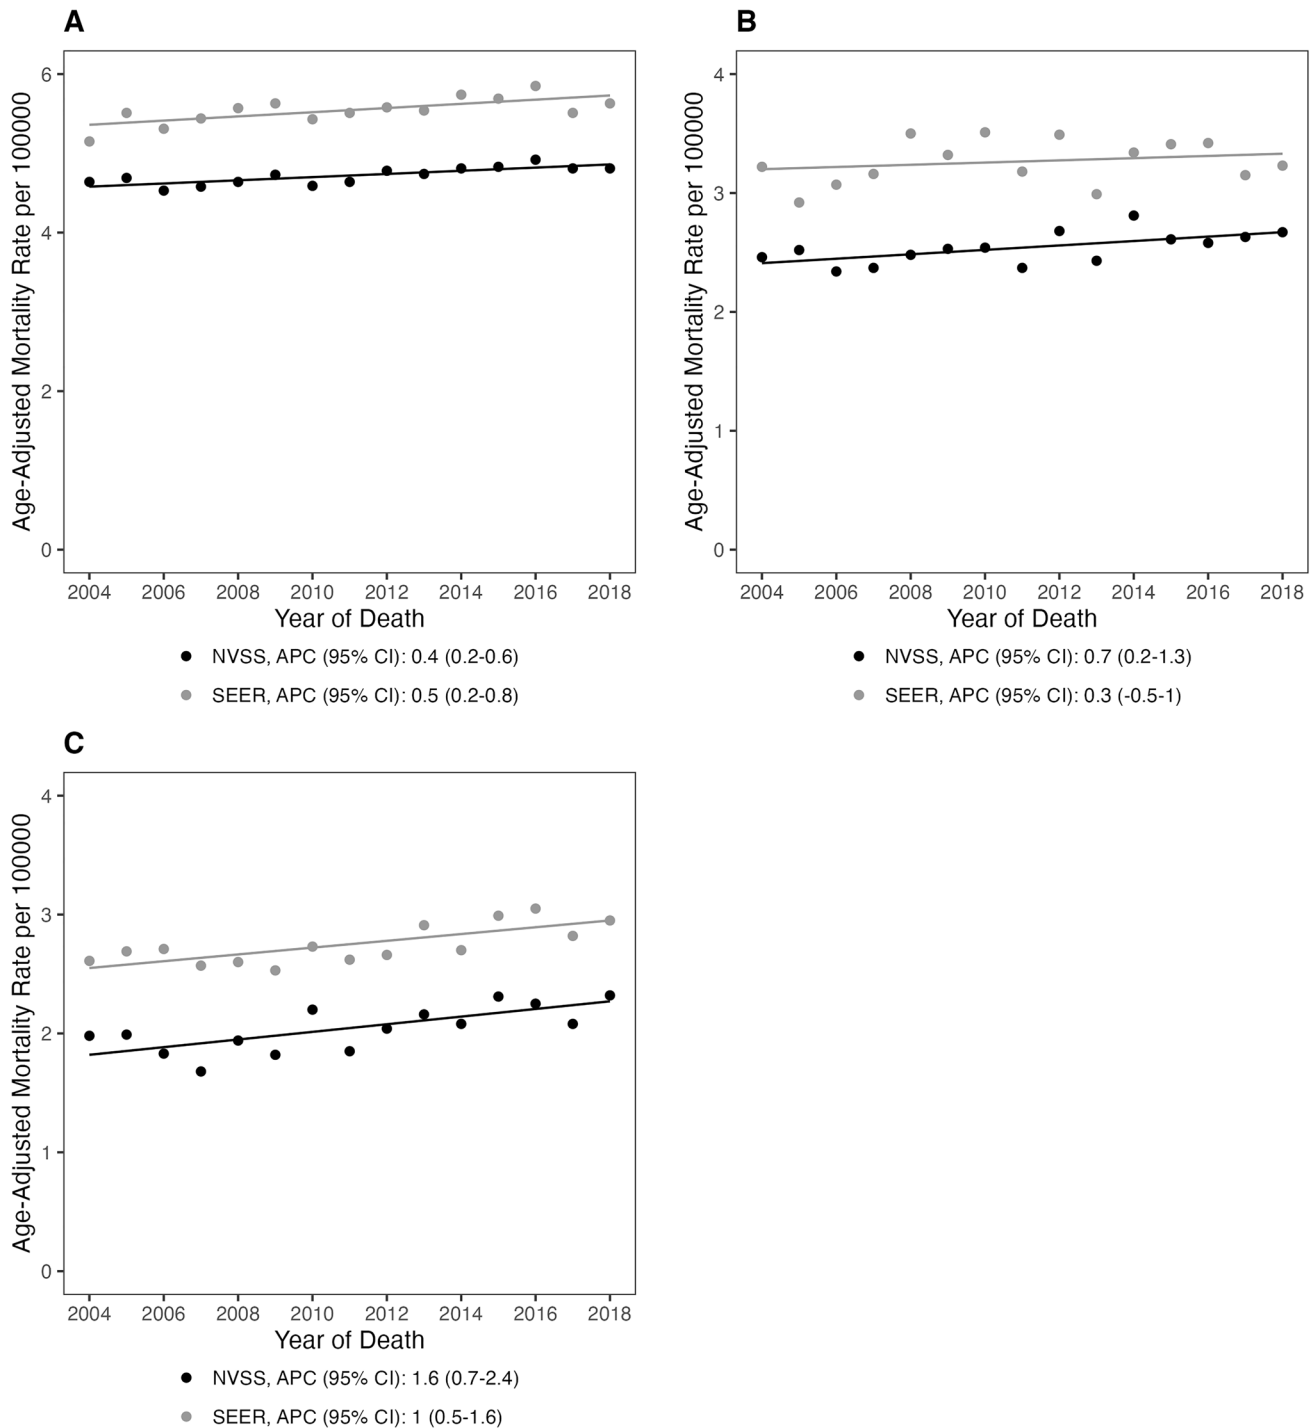 A
Age-Adjusted Mortality Rate per 100000
6
4
2
0
2004 2006 2008 2010 2012 2014 2016 2018
Year of Death
NVSS, APC (95% CI): 0.4 (0.2-0.6)
SEER, APC (95% CI): 0.5 (0.2-0.8)
B
Age-Adjusted Mortality Rate per 100000
4
3
2
1
0
2004 2006 2008 2010 2012 2014 2016 2018
Year of Death
NVSS, APC (95% CI): 0.7 (0.2-1.3)
SEER, APC (95% CI): 0.3 (-0.5-1)
C
Age-Adjusted Mortality Rate per 100000
4
3
2
1
0
2004 2006 2008 2010 2012 2014 2016 2018
Year of Death
NVSS, APC (95% CI): 1.6 (0.7-2.4)
SEER, APC (95% CI): 1 (0.5-1.6)